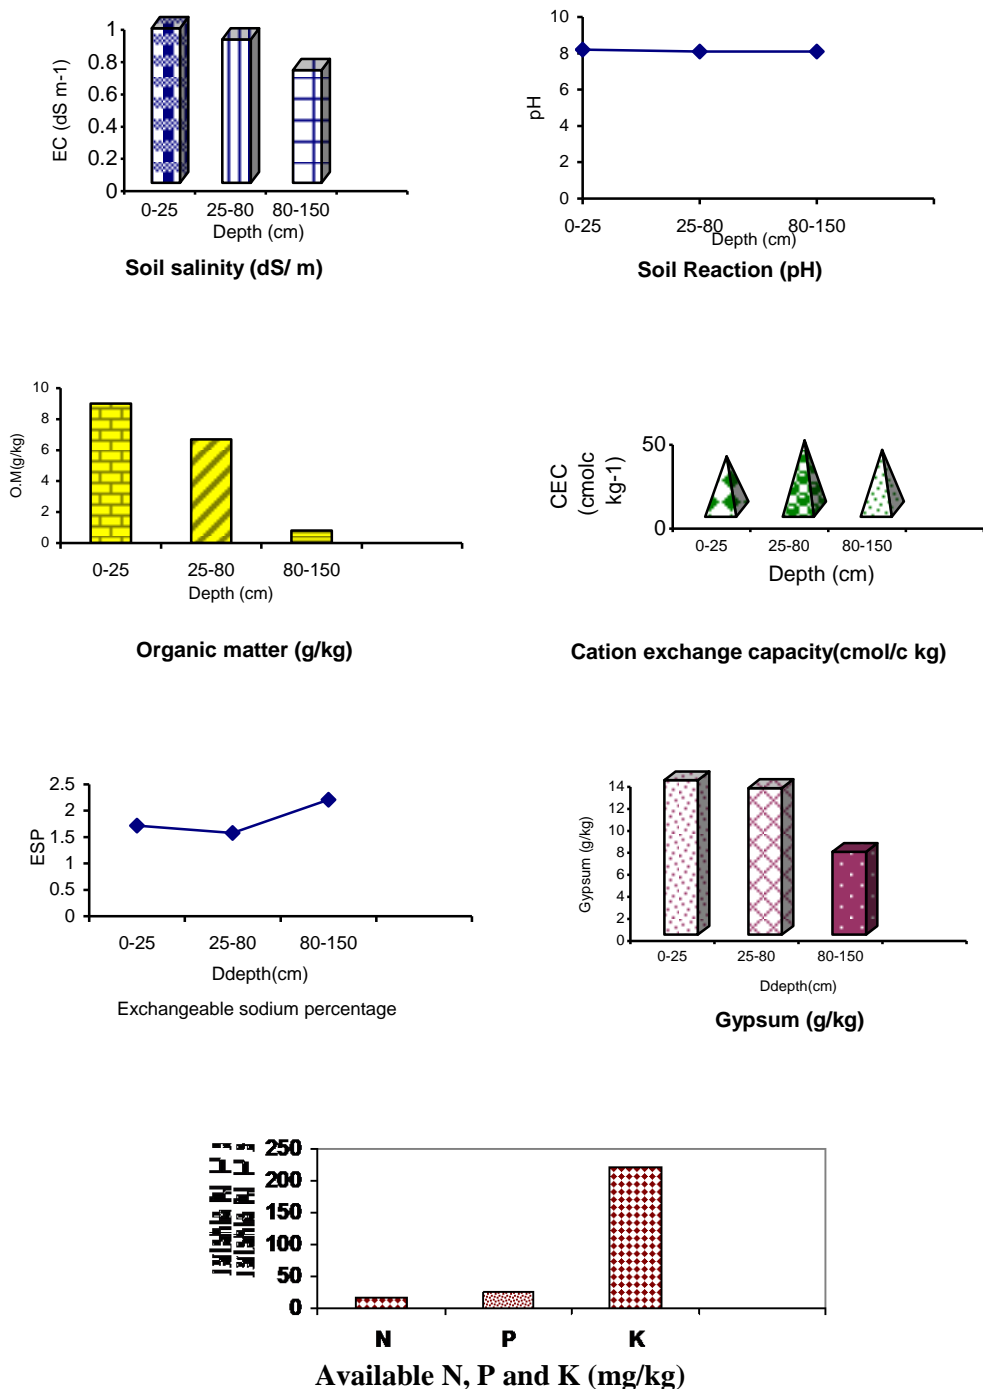 EC (dS m-1)
1
0.8
0.6
0.4
0.2
0
0-25 25-80 80-150
Depth (cm)
Soil salinity (dS/ m)
pH
10
8
6
4
2
0
0-25 25-80 80-150
Depth (cm)
Soil Reaction (pH)
O.M(g/kg)
10
8
6
4
2
0
0-25 25-80 80-150
Depth (cm)
Organic matter (g/kg)
CEC
(cmolc
kg-1)
50
0
0-25 25-80 80-150
Depth (cm)
Cation exchange capacity(cmol/c kg)
ESP
2.5
2
1.5
1
0.5
0
0-25 25-80 80-150
Ddepth(cm)
Exchangeable sodium percentage
Gypsum (g/kg)
14
12
10
8
6
4
2
0
0-25 25-80 80-150
Ddepth(cm)
Gypsum (g/kg)
250
200
150
100
50
0
N P K
Available N, P and K (mg/kg)